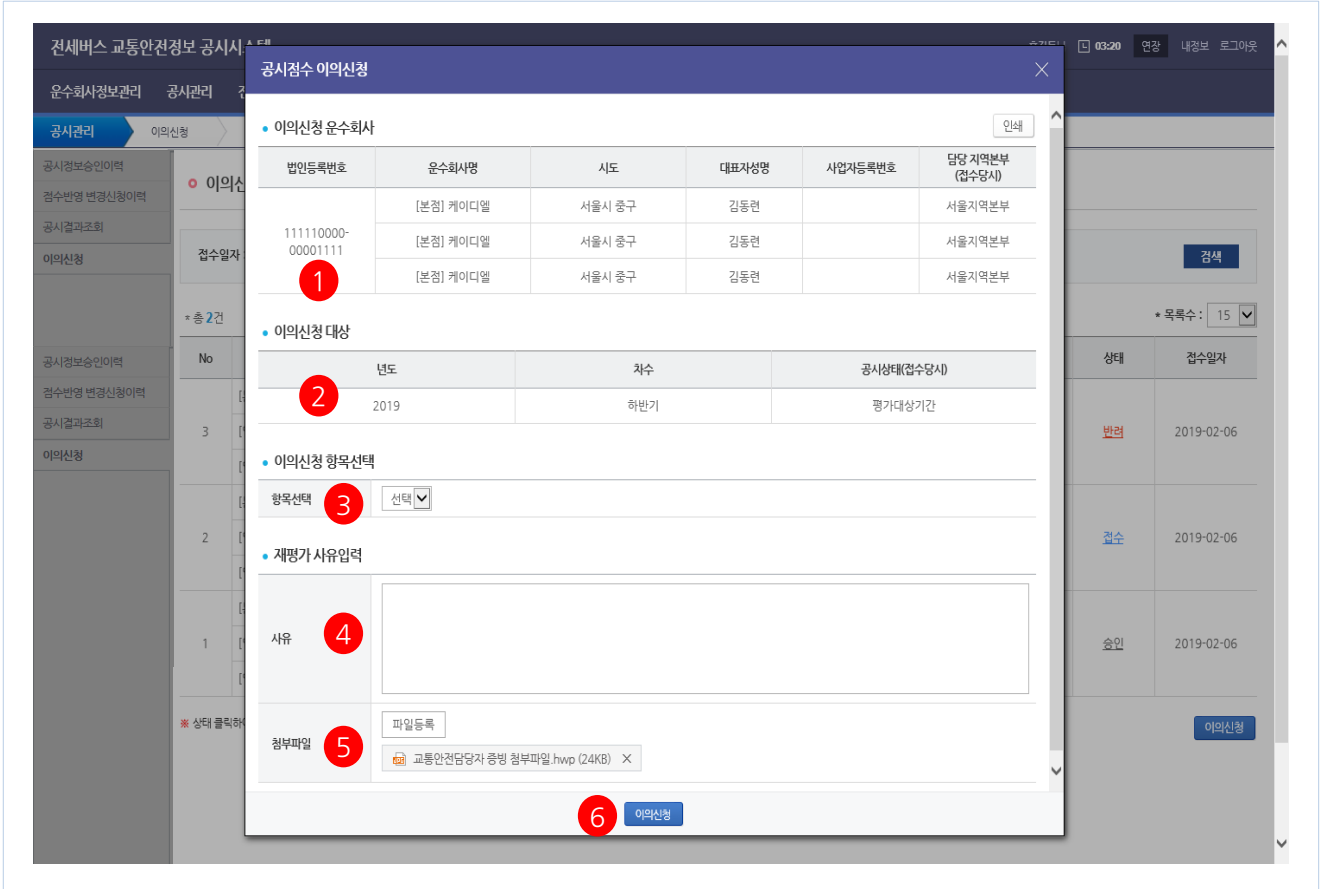 전세버스 교통안전정보 공시시스템
03:20 연장 내정보 로그아웃
운수회사정보관리 공시관리
공시관리 이의신청
공시정보승인이력
점수반영 변경신청이력
공시결과조회
이의신청
공시정보승인이력
점수반영 변경신청이력
공시결과조회
이의신청
이의신
접수일자
검색
* 총 2건
* 목록수 : 15
No 상태 접수일자
3 반려 2019-02-06
2 접수 2019-02-06
1 승인 2019-02-06
※ 상태 클릭하
이의신청
공시점수 이의신청
이의신청 운수회사
인쇄
법인등록번호 운수회사명 시도 대표자성명 사업자등록번호 담당 지역본부
(접수당시)
111110000-
00001111
[본점] 케이디엘 서울시 중구 김동련 서울지역본부
[본점] 케이디엘 서울시 중구 김동련 서울지역본부
[본점] 케이디엘 서울시 중구 김동련 서울지역본부
1
이의신청 대상
년도 차수 공시상태(접수당시)
2
2019 하반기 평가대상기간
이의신청 항목선택
항목선택 3 선택
재평가 사유입력
사유 4
첨부파일 5 파일등록
교통안전담당자 증빙 첨부파일.hwp (24KB) X
6 이의신청